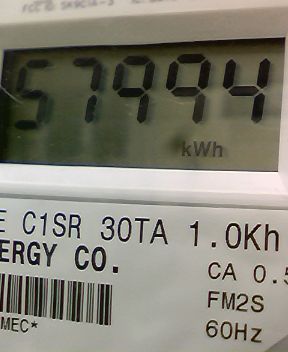 57994
kWh
E C1SR 30TA 1.0Kh
ERGY CO.
CA 0.5
FM2S
MEC*
60Hz